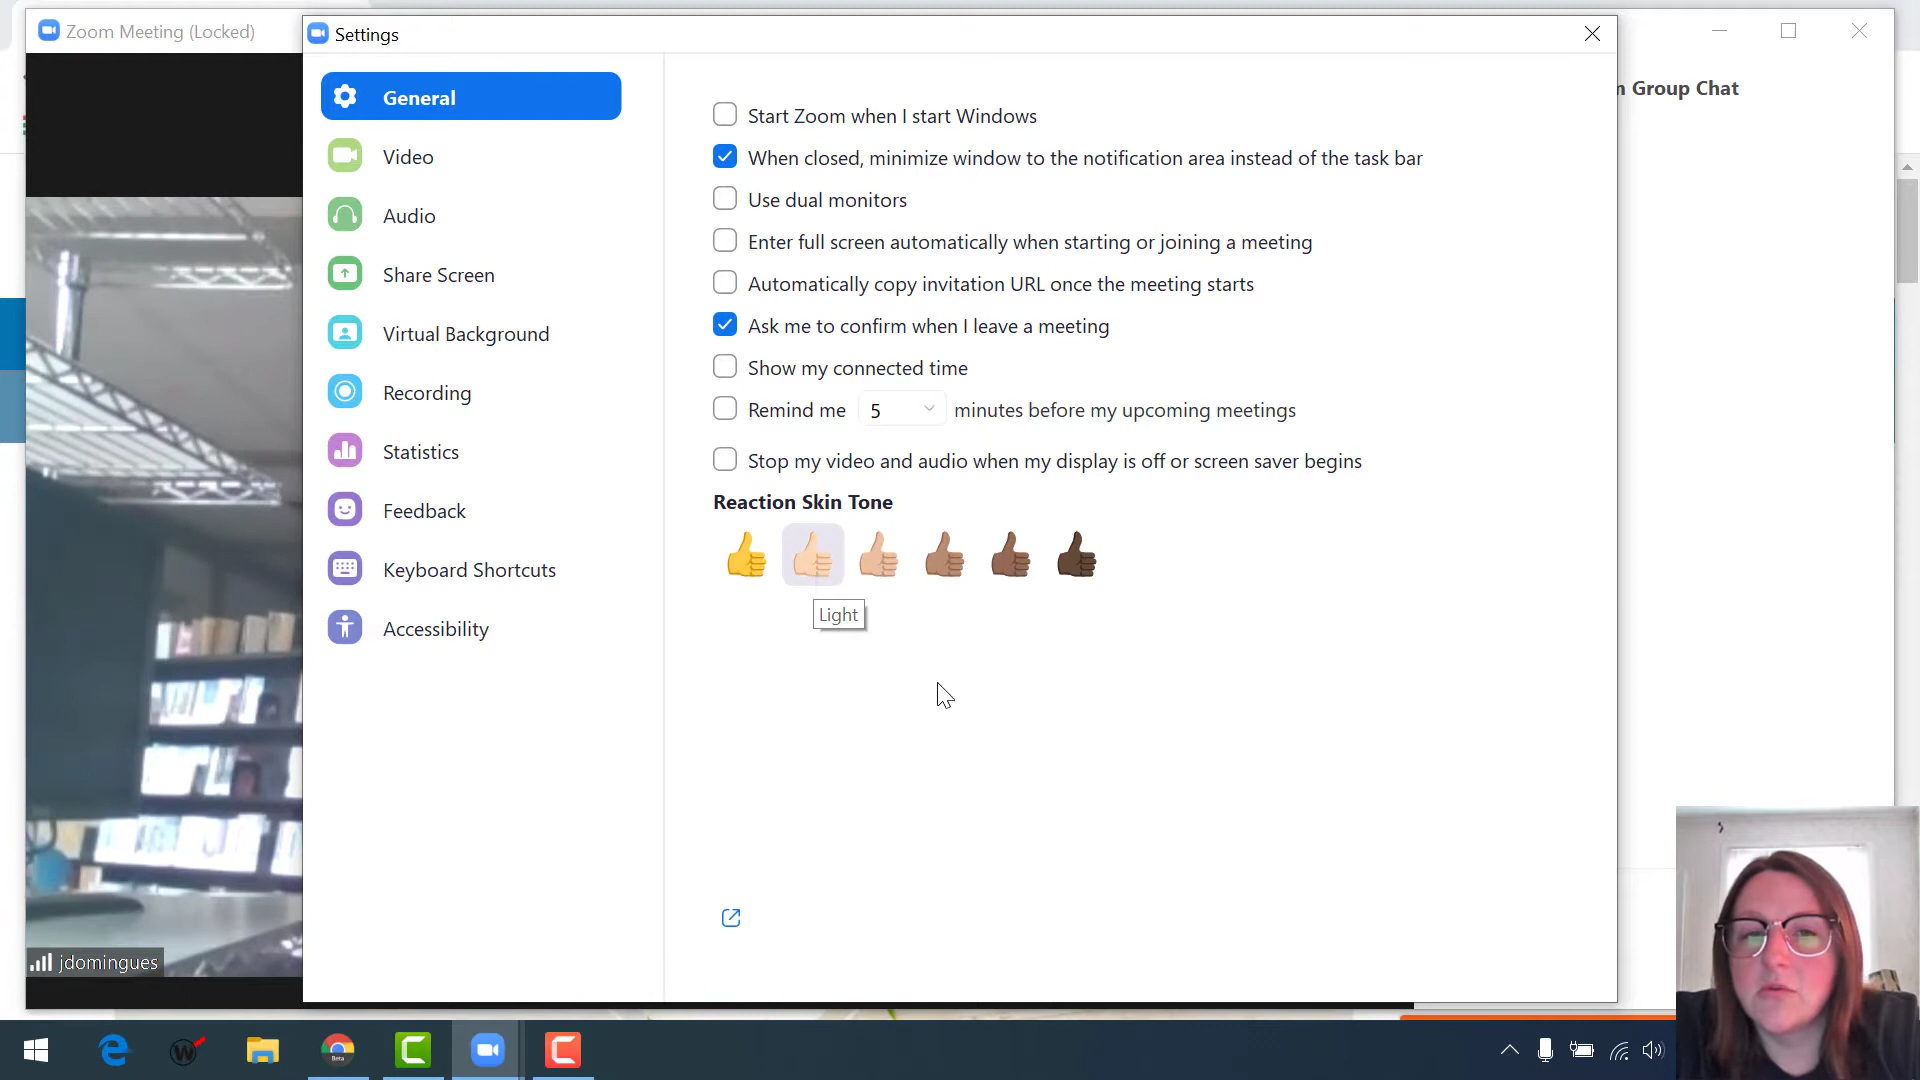 Zoom Meeting (Locked)
Settings
General
Video
Audio
Share Screen
Virtual Background
Recording
Statistics
Feedback
Keyboard Shortcuts
Accessibility
Start Zoom when I start Windows
When closed, minimize window to the notification area instead of the task bar
Use dual monitors
Enter full screen automatically when starting or joining a meeting
Automatically copy invitation URL once the meeting starts
Ask me to confirm when I leave a meeting
Show my connected time
Remind me 5 minutes before my upcoming meetings
Stop my video and audio when my display is off or screen saver begins
Reaction Skin Tone
Light
Group Chat
jdomingues